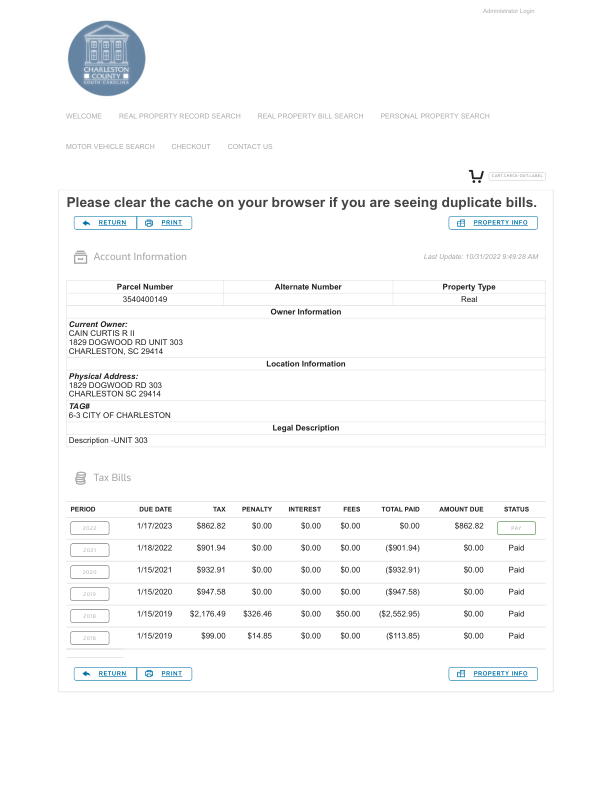 Administrator Login
CHARLESTON
COUNTY
SOUTH CAROLINA
WELCOME REAL PROPERTY RECORD SEARCH REAL PROPERTY BILL SEARCH PERSONAL PROPERTY SEARCH
MOTOR VEHICLE SEARCH CHECKOUT CONTACT US
CART.CHECK-OUT-LABEL
Please clear the cache on your browser if you are seeing duplicate bills.
RETURN PRINT PROPERTY INFO
Account Information Last Update: 10/31/2022 9:49:28 AM
Parcel Number Alternate Number Property Type
3540400149 Real
Owner Information
Current Owner:
CAIN CURTIS R II
1829 DOGWOOD RD UNIT 303
CHARLESTON, SC 29414
Location Information
Physical Address:
1829 DOGWOOD RD 303
CHARLESTON SC 29414
TAG#
6-3 CITY OF CHARLESTON
Legal Description
Description -UNIT 303
Tax Bills
PERIOD DUE DATE TAX PENALTY INTEREST FEES TOTAL PAID AMOUNT DUE STATUS
2022 1/17/2023 $862.82 $0.00 $0.00 $0.00 $0.00 $862.82 PAY
2021 1/18/2022 $901.94 $0.00 $0.00 $0.00 ($901.94) $0.00 Paid
2020 1/15/2021 $932.91 $0.00 $0.00 $0.00 ($932.91) $0.00 Paid
2019 1/15/2020 $947.58 $0.00 $0.00 $0.00 ($947.58) $0.00 Paid
2018 1/15/2019 $2,176.49 $326.46 $0.00 $50.00 ($2,552.95) $0.00 Paid
2018 1/15/2019 $99.00 $14.85 $0.00 $0.00 ($113.85) $0.00 Paid
RETURN PRINT PROPERTY INFO